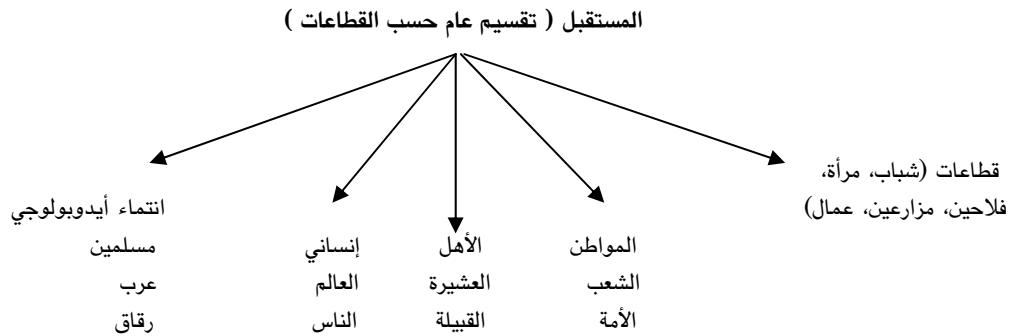 المستقبل ( تقسيم عام حسب القطاعات )
قطاعات (شباب، مرأة،
فلاحين، مزارعين، عمال)
المواطن
الشعب
الأمة
الأهل
العشيرة
القبيلة
إنساني
العالم
الناس
انتماء أيدوبولوجي
مسلمين
عرب
رقاق